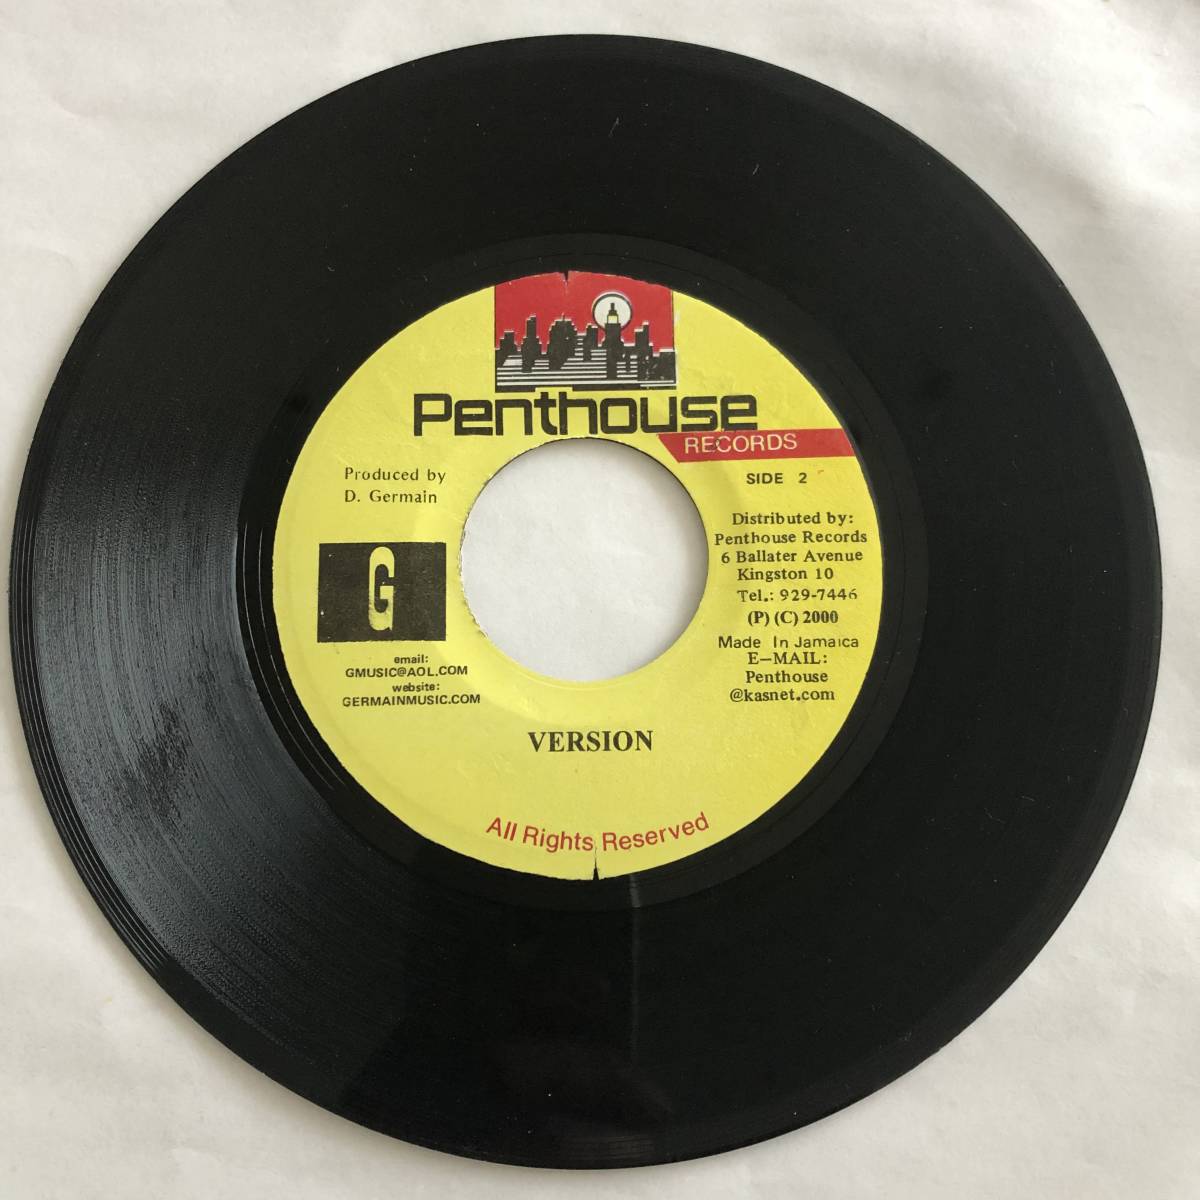 Penthouse
RECORDS
Produced by
D. Germain
SIDE 2
Distributed by:
Penthouse Records
6 Ballater Avenue
Kingston 10
Tel.: 929-7446
(P) (C) 2000
Made In Jamaica
E-MAIL:
Penthouse
@kasnet.com
G
email:
GMUSIC@AOL.COM
website:
GERMAINMUSIC.COM
VERSION
All Rights Reserved